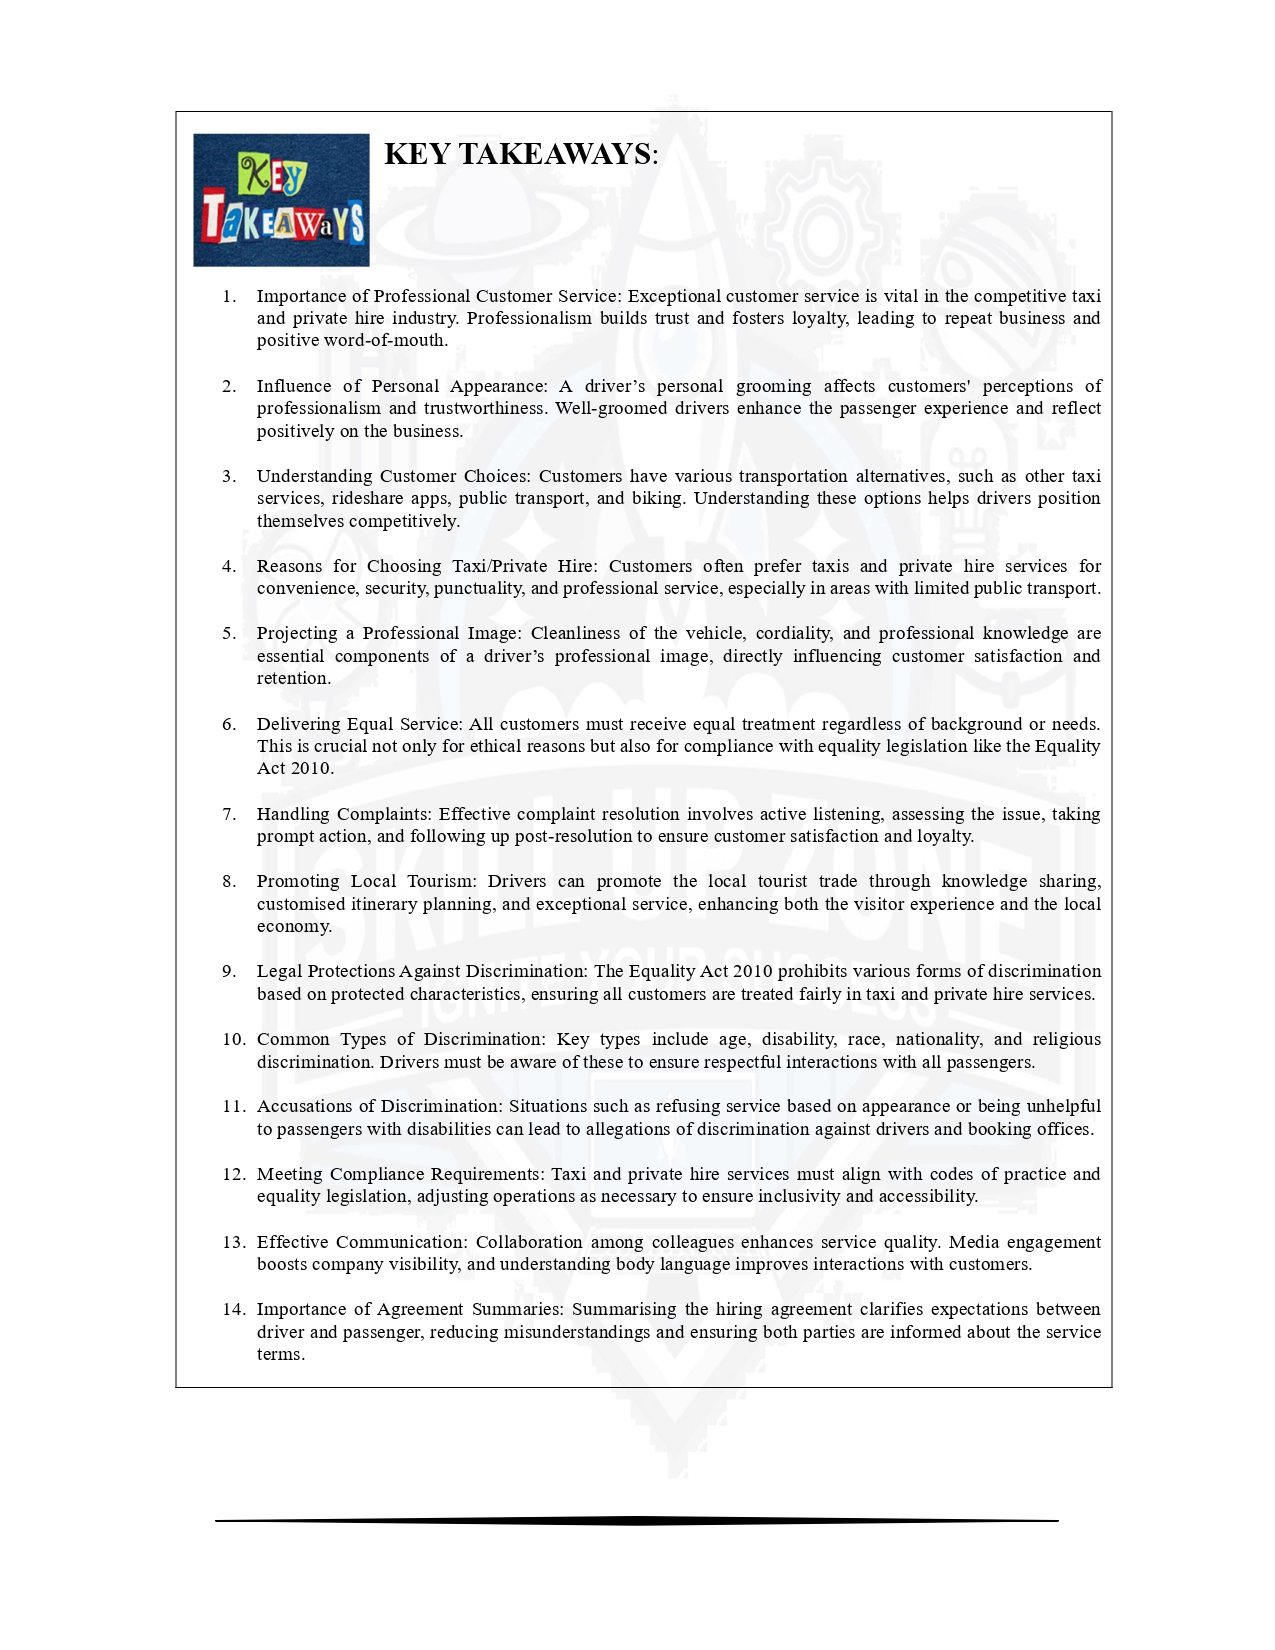 KEY TAKEAWAYS
KEY TAKEAWAYS:
1. Importance of Professional Customer Service: Exceptional customer service is vital in the competitive taxi
and private hire industry. Professionalism builds trust and fosters loyalty, leading to repeat business and
positive word-of-mouth.
2. Influence of Personal Appearance: A driver’s personal grooming affects customers' perceptions of
professionalism and trustworthiness. Well-groomed drivers enhance the passenger experience and reflect
positively on the business.
3. Understanding Customer Choices: Customers have various transportation alternatives, such as other taxi
services, rideshare apps, public transport, and biking. Understanding these options helps drivers position
themselves competitively.
4. Reasons for Choosing Taxi/Private Hire: Customers often prefer taxis and private hire services for
convenience, security, punctuality, and professional service, especially in areas with limited public transport.
5. Projecting a Professional Image: Cleanliness of the vehicle, cordiality, and professional knowledge are
essential components of a driver’s professional image, directly influencing customer satisfaction and
retention.
6. Delivering Equal Service: All customers must receive equal treatment regardless of background or needs.
This is crucial not only for ethical reasons but also for compliance with equality legislation like the Equality
Act 2010.
7. Handling Complaints: Effective complaint resolution involves active listening, assessing the issue, taking
prompt action, and following up post-resolution to ensure customer satisfaction and loyalty.
8. Promoting Local Tourism: Drivers can promote the local tourist trade through knowledge sharing,
customised itinerary planning, and exceptional service, enhancing both the visitor experience and the local
economy.
9. Legal Protections Against Discrimination: The Equality Act 2010 prohibits various forms of discrimination
based on protected characteristics, ensuring all customers are treated fairly in taxi and private hire services.
10. Common Types of Discrimination: Key types include age, disability, race, nationality, and religious
discrimination. Drivers must be aware of these to ensure respectful interactions with all passengers.
11. Accusations of Discrimination: Situations such as refusing service based on appearance or being unhelpful
to passengers with disabilities can lead to allegations of discrimination against drivers and booking offices.
12. Meeting Compliance Requirements: Taxi and private hire services must align with codes of practice and
equality legislation, adjusting operations as necessary to ensure inclusivity and accessibility.
13. Effective Communication: Collaboration among colleagues enhances service quality. Media engagement
boosts company visibility, and understanding body language improves interactions with customers.
14. Importance of Agreement Summaries: Summarising the hiring agreement clarifies expectations between
driver and passenger, reducing misunderstandings and ensuring both parties are informed about the service
terms.
SKILL UP ZONE
IGNITE YOUR SUCCESS